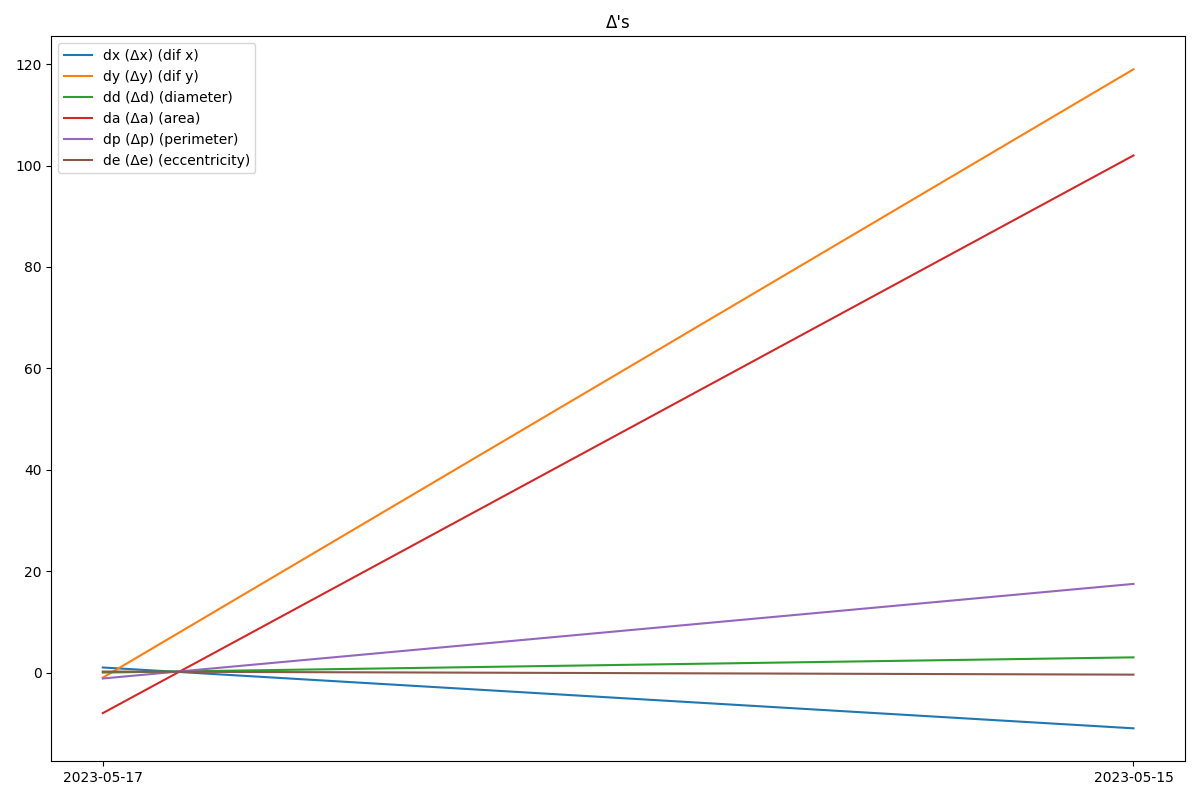 Δ's
dx (Δx) (dif x)
dy (Δy) (dif y)
dd (Δd) (diameter)
da (Δa) (area)
dp (Δp) (perimeter)
de (Δe) (eccentricity)
120
100
80
60
40
20
0
2023-05-17
2023-05-15